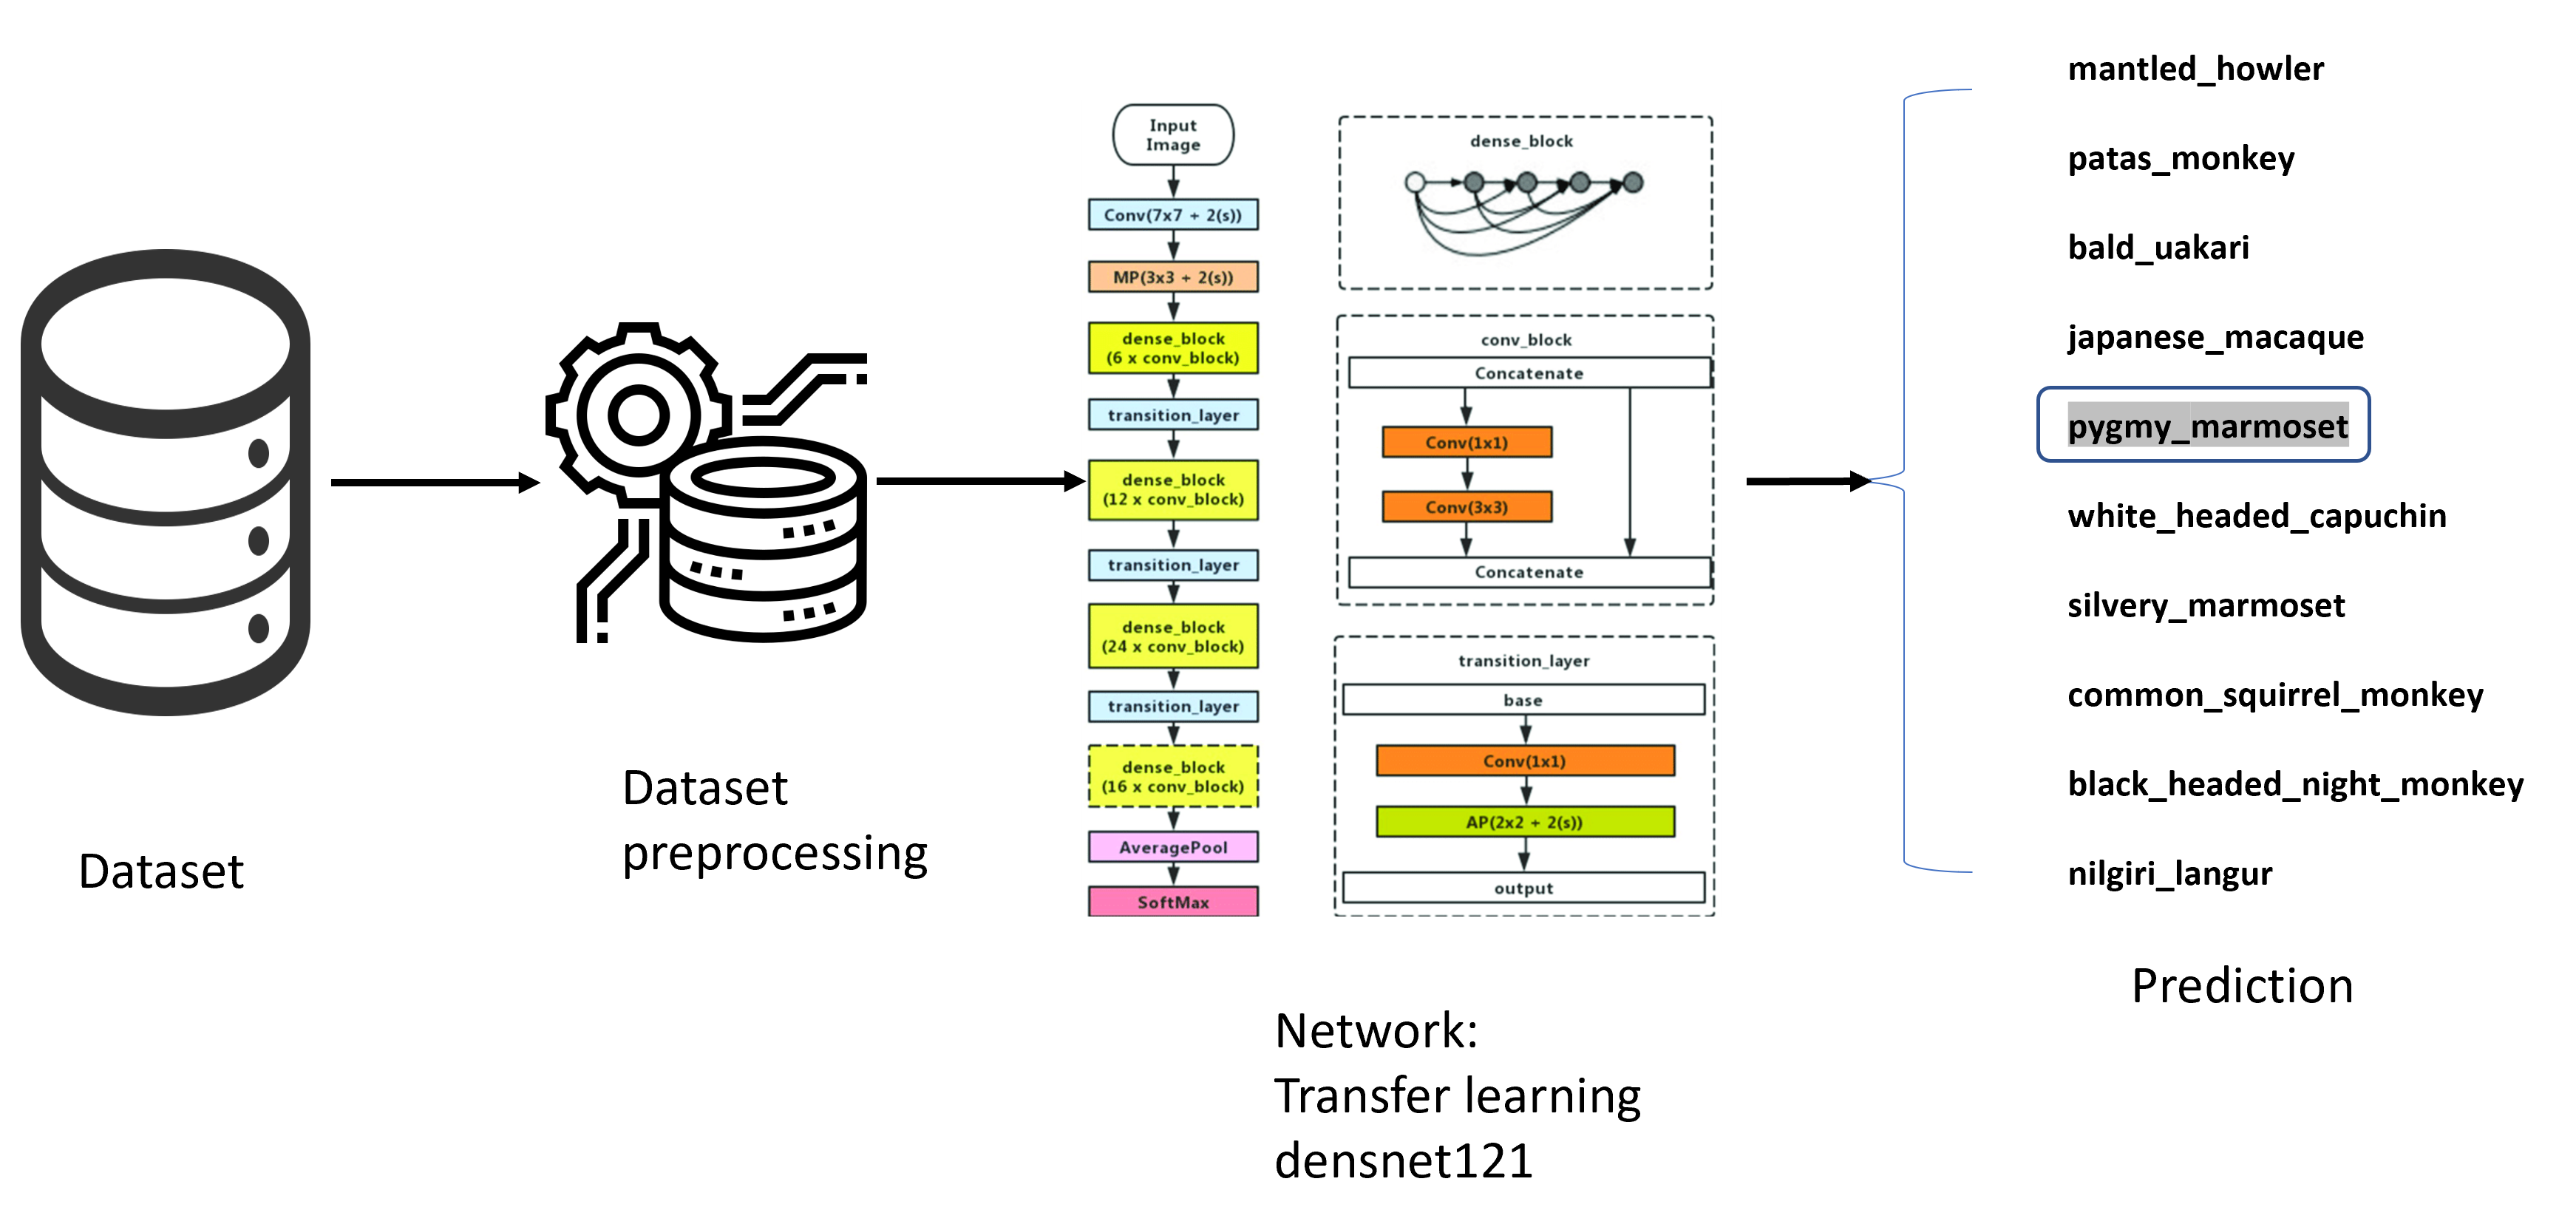 Dataset
Dataset
preprocessing
Input
Image
Conv(7x7 + 2(s))
MP(3x3 + 2(s))
dense_block
(6 x conv_block)
transition_layer
dense_block
(12 x conv_block)
transition_layer
dense_block
(24 x conv_block)
transition_layer
dense_block
(16 x conv_block)
AveragePool
SoftMax
dense_block
conv_block
Concatenate
Conv(1x1)
Conv(3x3)
Concatenate
transition_layer
base
Conv(1x1)
AP(2x2 + 2(s))
output
Network:
Transfer learning
densnet121
mantled_howler
patas_monkey
bald_uakari
japanese_macaque
pygmy_marmoset
white_headed_capuchin
silvery_marmoset
common_squirrel_monkey
black_headed_night_monkey
nilgiri_langur
Prediction